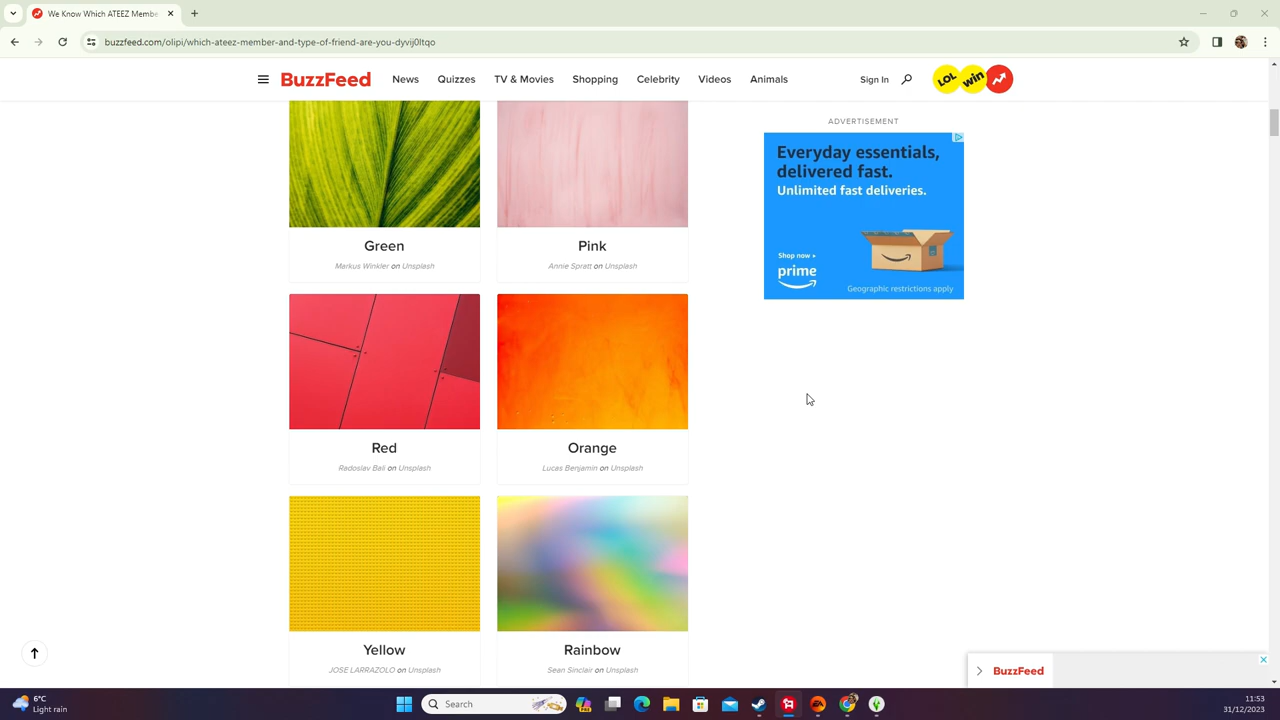 We Know Which ATEEZ Membe
buzzfeed.com/olipi/which-ateez-member-and-type-of-friend-are-you-dyvij0ltqo
BuzzFeed
News
Quizzes
TV & Movies
Shopping
Celebrity
Videos
Animals
Sign In
LOL
win
ADVERTISEMENT
Everyday essentials,
delivered fast.
Unlimited fast deliveries.
Shop now
prime
Geographic restrictions apply
Green
Markus Winkler on Unsplash
Pink
Annie Spratt on Unsplash
Red
Radoslav Bali on Unsplash
Orange
Lucas Benjamin on Unsplash
Yellow
JOSE LARRAZOLO on Unsplash
Rainbow
Sean Sinclair on Unsplash
BuzzFeed
6°C
Light rain
Search
11:53
31/12/2023